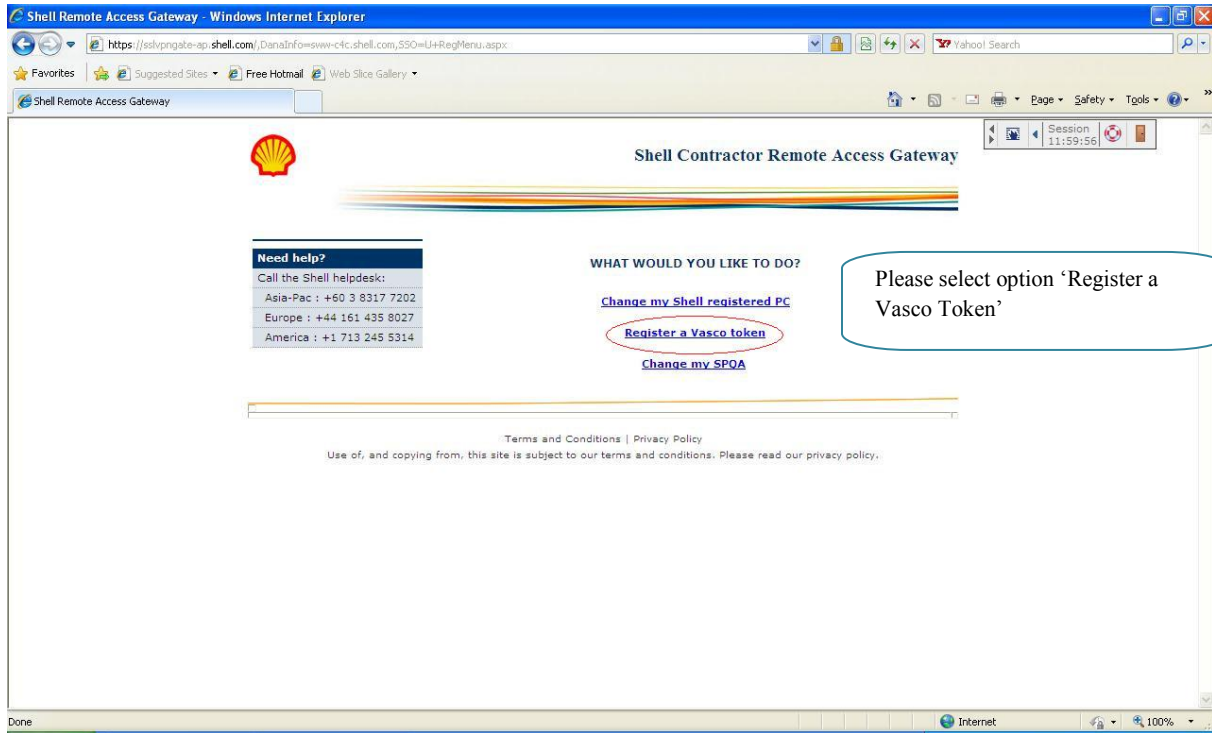 Shell Remote Access Gateway - Windows Internet Explorer
https://sslvpngate-ap.shell.com/,DanaInfo=sww-c4c.shell.com,SSO=U+RegMenu.aspx
Yahoo! Search
Favorites
Suggested Sites
Free Hotmail
Web Slice Gallery
Shell Remote Access Gateway
Page
Safety
Tools
Session
11:59:56
Shell Contractor Remote Access Gateway
Need help?
Call the Shell helpdesk:
Asia-Pac : +60 3 8317 7202
Europe : +44 161 435 8027
America : +1 713 245 5314
WHAT WOULD YOU LIKE TO DO?
Change my Shell registered PC
Register a Vasco token
Change my SPQA
Please select option ‘Register a
Vasco Token’
Terms and Conditions | Privacy Policy
Use of, and copying from, this site is subject to our terms and conditions. Please read our privacy policy.
Done
Internet
100%